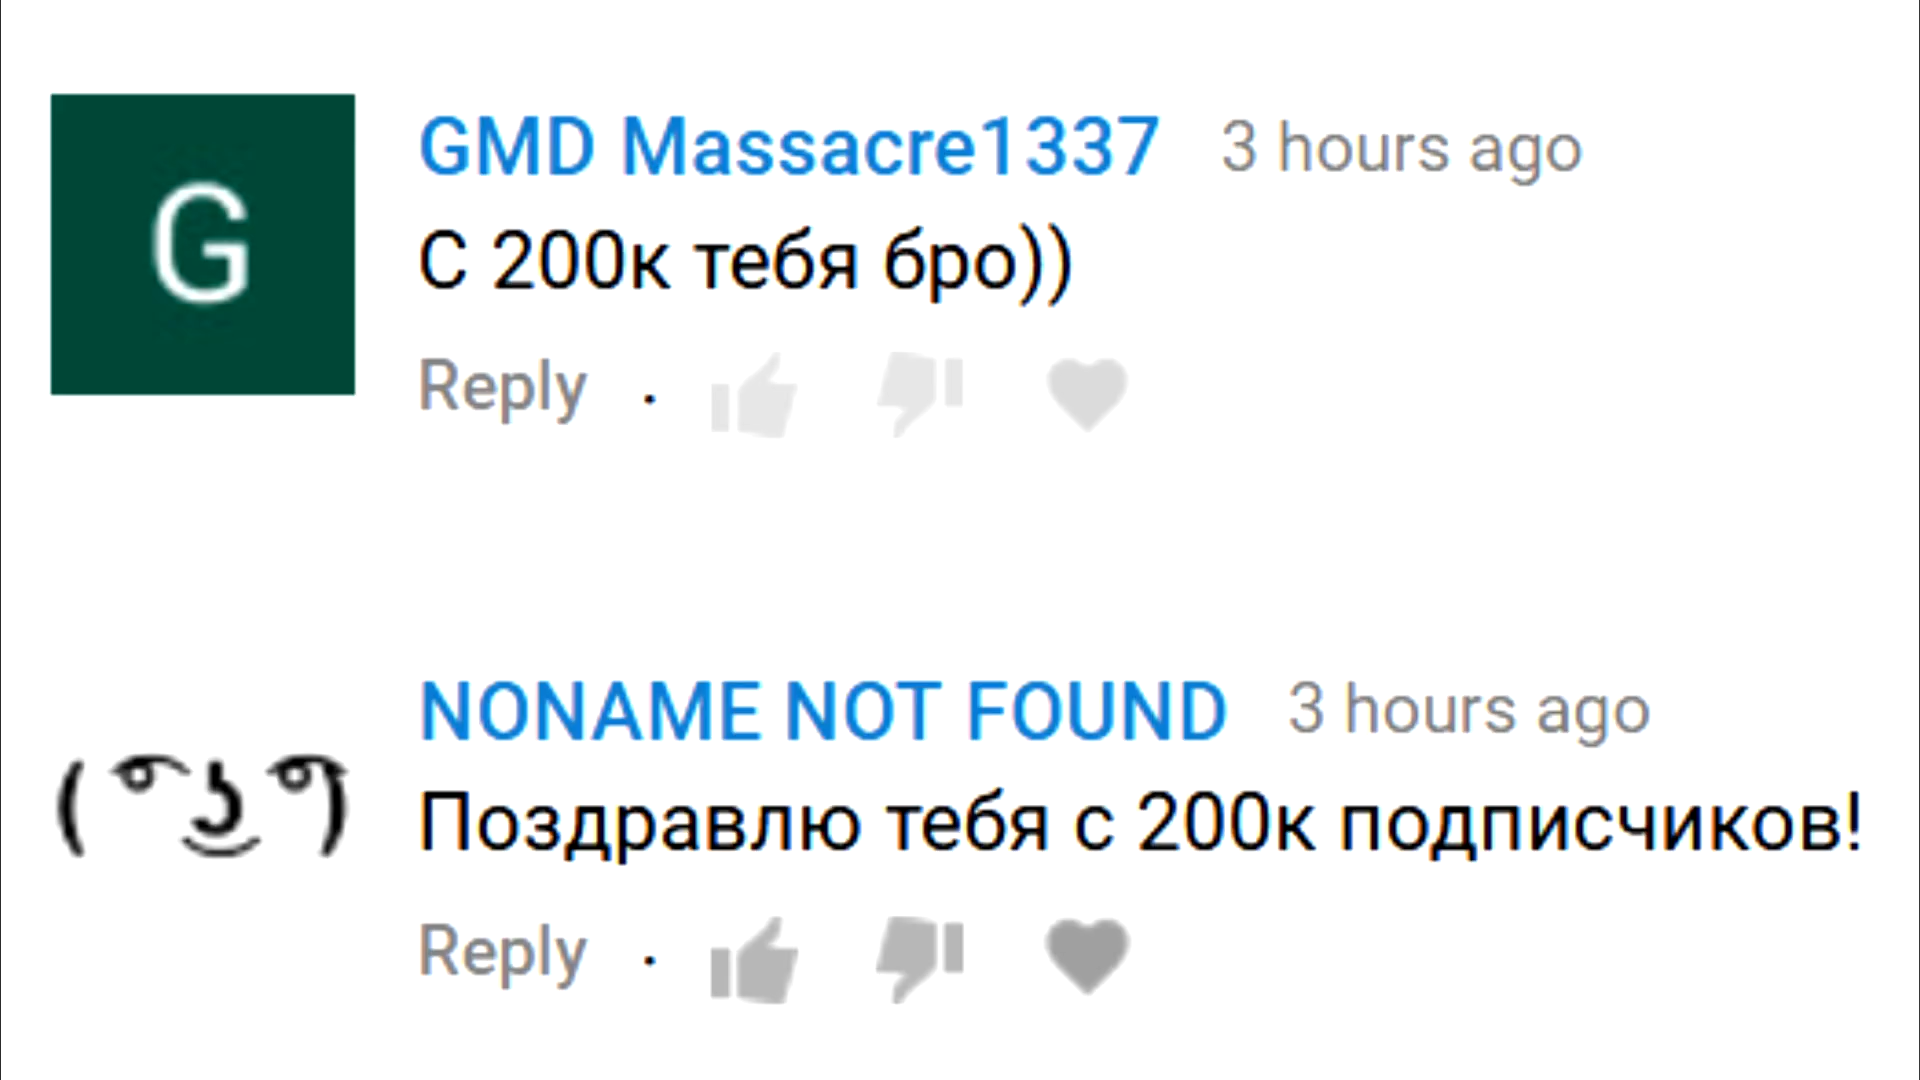 G
GMD Massacre1337 3 hours ago
С 200к тебя бро))
Reply ·
( ͡° ͜ʖ ͡°)
NONAME NOT FOUND 3 hours ago
Поздравлю тебя с 200к подписчиков!
Reply ·